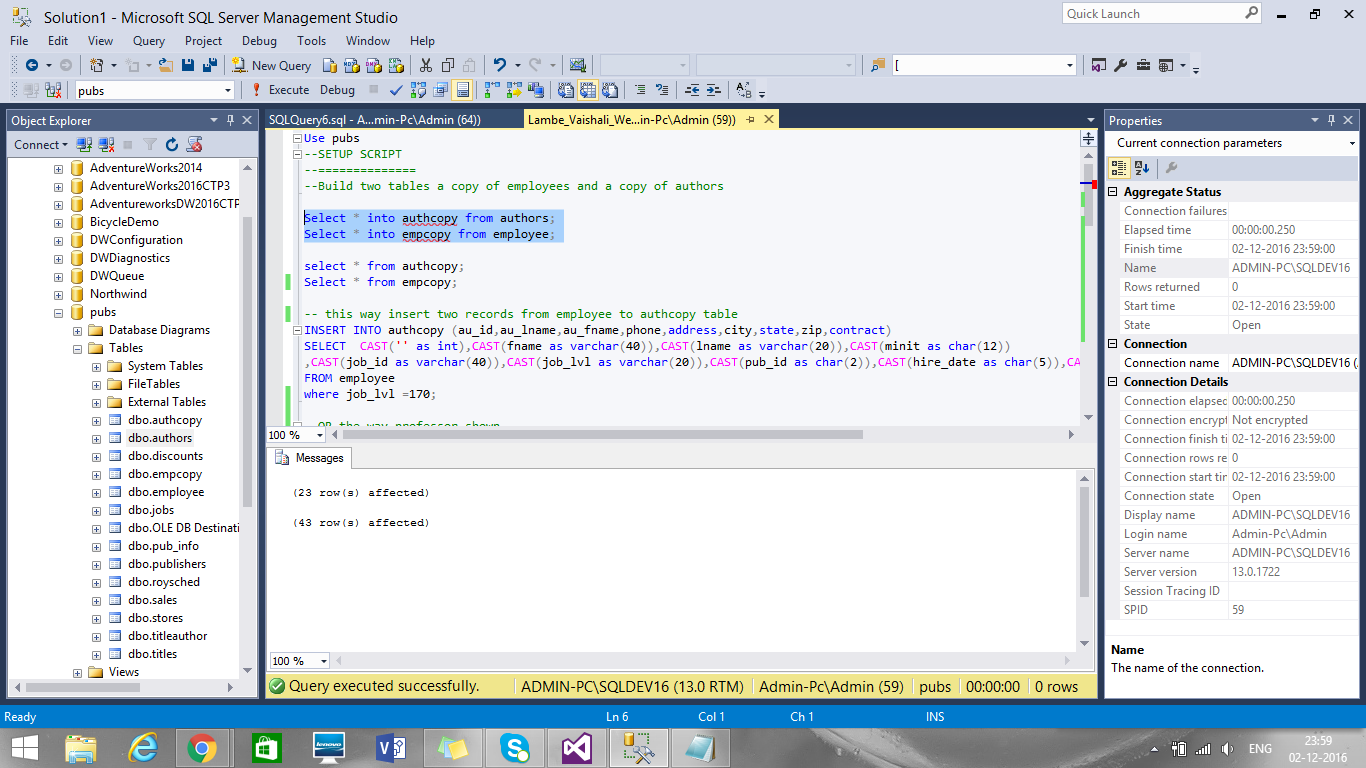 Solution1 - Microsoft SQL Server Management Studio
Quick Launch
File Edit View Query Project Debug Tools Window Help
New Query
[
pubs
Execute Debug
Object Explorer
Connect
AdventureWorks2014
AdventureWorks2016CTP3
AdventureworksDW2016CTP
BicycleDemo
DWConfiguration
DWDiagnostics
DWQueue
Northwind
pubs
Database Diagrams
Tables
System Tables
FileTables
External Tables
dbo.authcopy
dbo.authors
dbo.discounts
dbo.empcopy
dbo.employee
dbo.jobs
dbo.OLE DB Destinati
dbo.pub_info
dbo.publishers
dbo.roysched
dbo.sales
dbo.stores
dbo.titleauthor
dbo.titles
Views
SQLQuery6.sql - A...min-Pc\Admin (64)) Lambe_Vaishali_We...in-Pc\Admin (59))
Use pubs
--SETUP SCRIPT
--==============
--Build two tables a copy of employees and a copy of authors
Select * into authcopy from authors;
Select * into empcopy from employee;
select * from authcopy;
Select * from empcopy;
-- this way insert two records from employee to authcopy table
INSERT INTO authcopy (au_id,au_lname,au_fname,phone,address,city,state,zip,contract)
SELECT CAST('' as int),CAST(fname as varchar(40)),CAST(lname as varchar(20)),CAST(minit as char(12))
,CAST(job_id as varchar(40)),CAST(job_lvl as varchar(20)),CAST(pub_id as char(2)),CAST(hire_date as char(5)),CA
FROM employee
where job_lvl =170;
100 %
Messages
(23 row(s) affected)
(43 row(s) affected)
100 %
Query executed successfully. ADMIN-PC\SQLDEV16 (13.0 RTM) Admin-Pc\Admin (59) pubs 00:00:00 0 rows
Properties
Current connection parameters
Aggregate Status
Connection failures
Elapsed time 00:00:00.250
Finish time 02-12-2016 23:59:00
Name ADMIN-PC\SQLDEV16
Rows returned 0
Start time 02-12-2016 23:59:00
State Open
Connection
Connection name ADMIN-PC\SQLDEV16 (
Connection Details
Connection elapsec 00:00:00.250
Connection encrypt Not encrypted
Connection finish ti 02-12-2016 23:59:00
Connection rows re 0
Connection start tin 02-12-2016 23:59:00
Connection state Open
Display name ADMIN-PC\SQLDEV16
Login name Admin-Pc\Admin
Server name ADMIN-PC\SQLDEV16
Server version 13.0.1722
Session Tracing ID
SPID 59
Name
The name of the connection.
Ready Ln 6 Col 1 Ch 1 INS
lenovo
ENG
23:59
02-12-2016